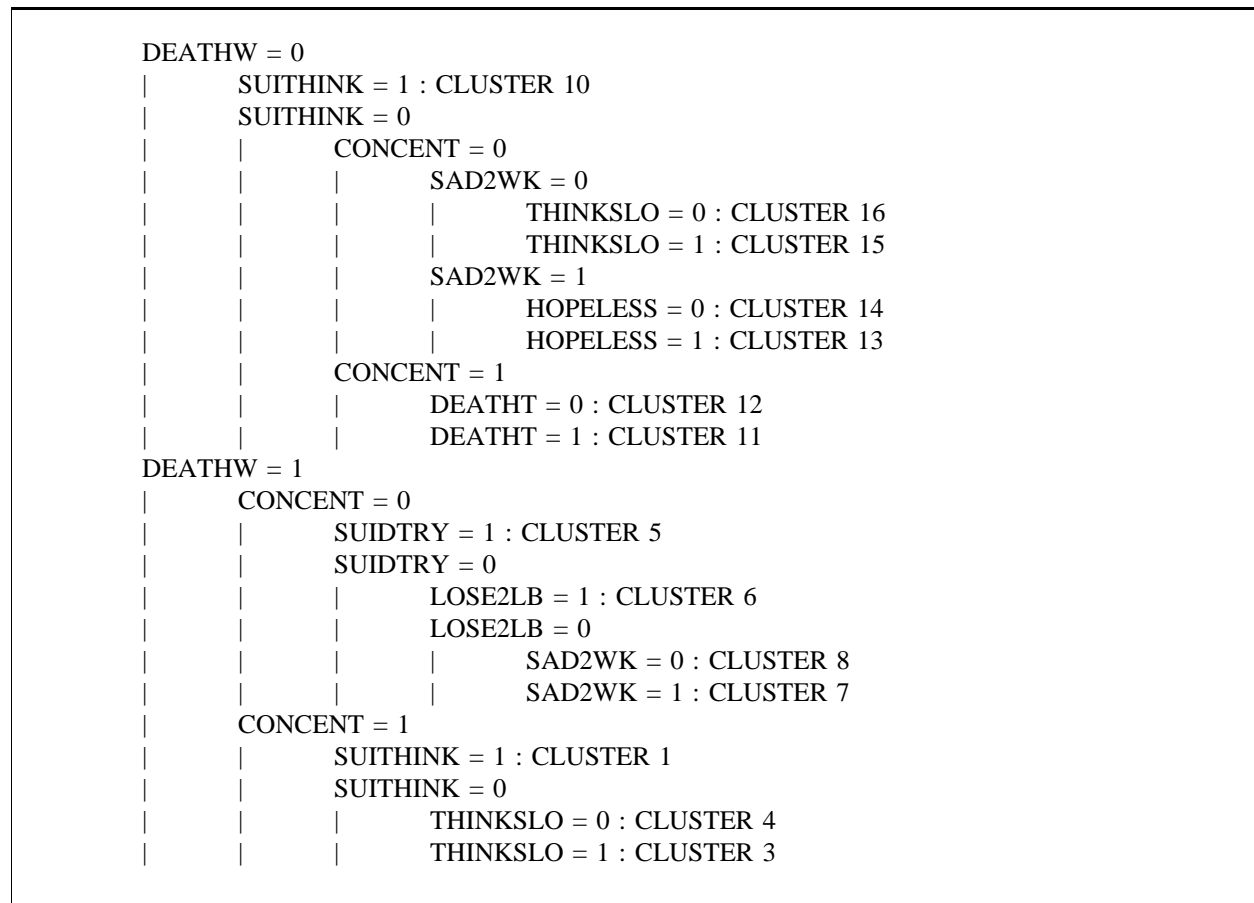 DEATHW = 0
| SUITHINK = 1 : CLUSTER 10
| SUITHINK = 0
| | CONCENT = 0
| | | SAD2WK = 0
| | | | THINKSLO = 0 : CLUSTER 16
| | | | THINKSLO = 1 : CLUSTER 15
| | | SAD2WK = 1
| | | | HOPELESS = 0 : CLUSTER 14
| | | | HOPELESS = 1 : CLUSTER 13
| | CONCENT = 1
| | | DEATHT = 0 : CLUSTER 12
| | | DEATHT = 1 : CLUSTER 11
DEATHW = 1
| CONCENT = 0
| | SUIDTRY = 1 : CLUSTER 5
| | SUIDTRY = 0
| | | LOSE2LB = 1 : CLUSTER 6
| | | LOSE2LB = 0
| | | | SAD2WK = 0 : CLUSTER 8
| | | | SAD2WK = 1 : CLUSTER 7
| CONCENT = 1
| | SUITHINK = 1 : CLUSTER 1
| | SUITHINK = 0
| | | THINKSLO = 0 : CLUSTER 4
| | | THINKSLO = 1 : CLUSTER 3